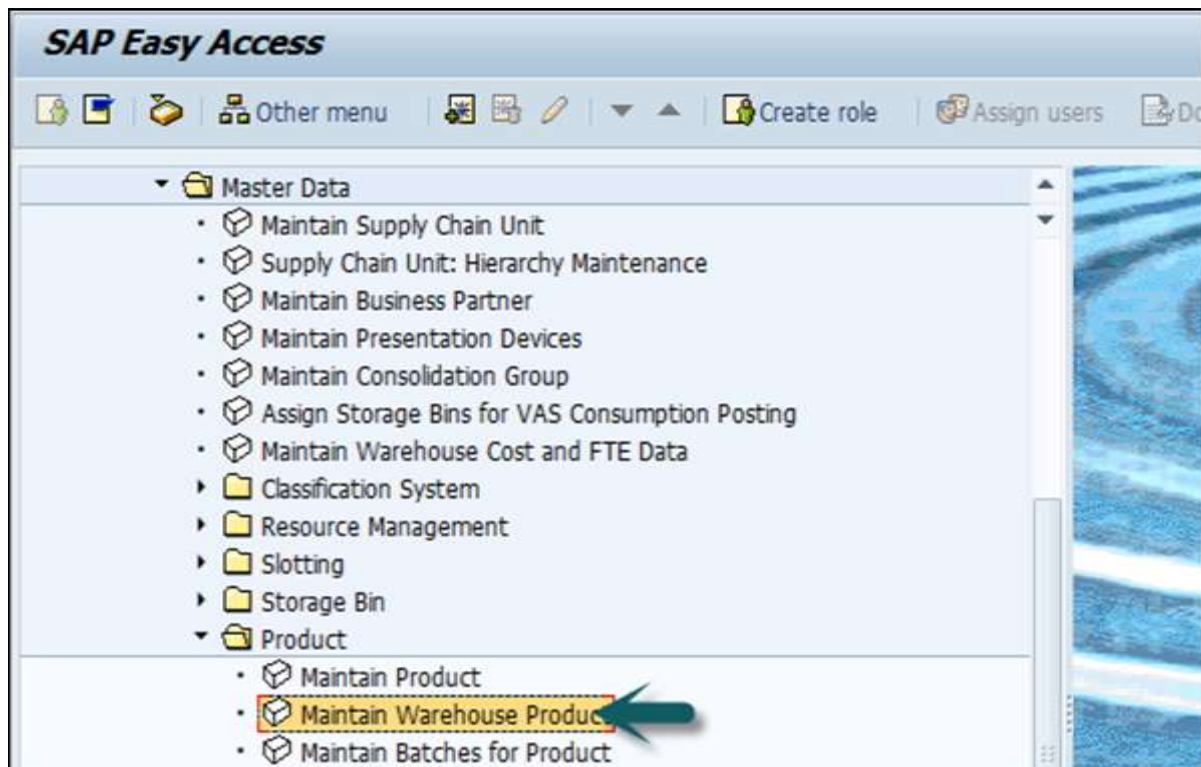 SAP Easy Access
Other menu Create role Assign users Do
Master Data
Maintain Supply Chain Unit
Supply Chain Unit: Hierarchy Maintenance
Maintain Business Partner
Maintain Presentation Devices
Maintain Consolidation Group
Assign Storage Bins for VAS Consumption Posting
Maintain Warehouse Cost and FTE Data
Classification System
Resource Management
Slotting
Storage Bin
Product
Maintain Product
Maintain Warehouse Produc
Maintain Batches for Product